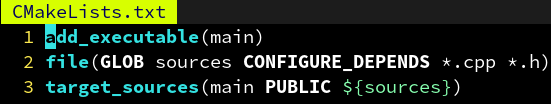 CMakeLists.txt
1 add_executable(main)
2 file(GLOB sources CONFIGURE_DEPENDS *.cpp *.h)
3 target_sources(main PUBLIC ${sources})